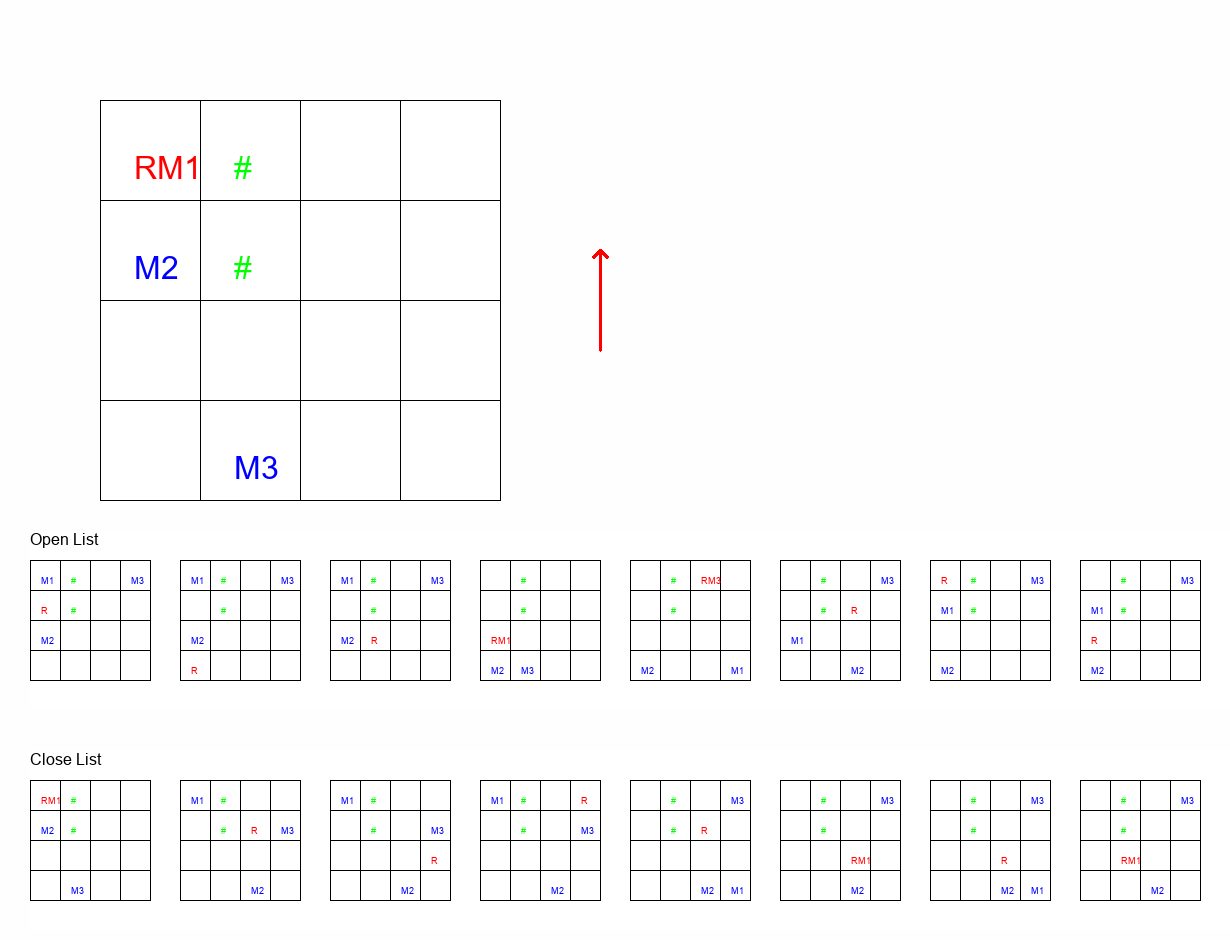 RM1 #
M2 #
M3
Open List
M1 # M3 M1 # M3 M1 # M3 # # RM3 # M3 R # M3 # M3
R # # # # # # R M1 # M1 #
M2 M2 M2 R RM1 M1 R
R M2 M3 M2 M1 M2 M2 M2
Close List
RM1 # M1 # M1 # M1 # R # M3 # M3 # M3 # M3
M2 # # R M3 # M3 # M3 # R # # #
R RM1 R RM1
M3 M2 M2 M2 M2 M1 M2 M2 M1 M2